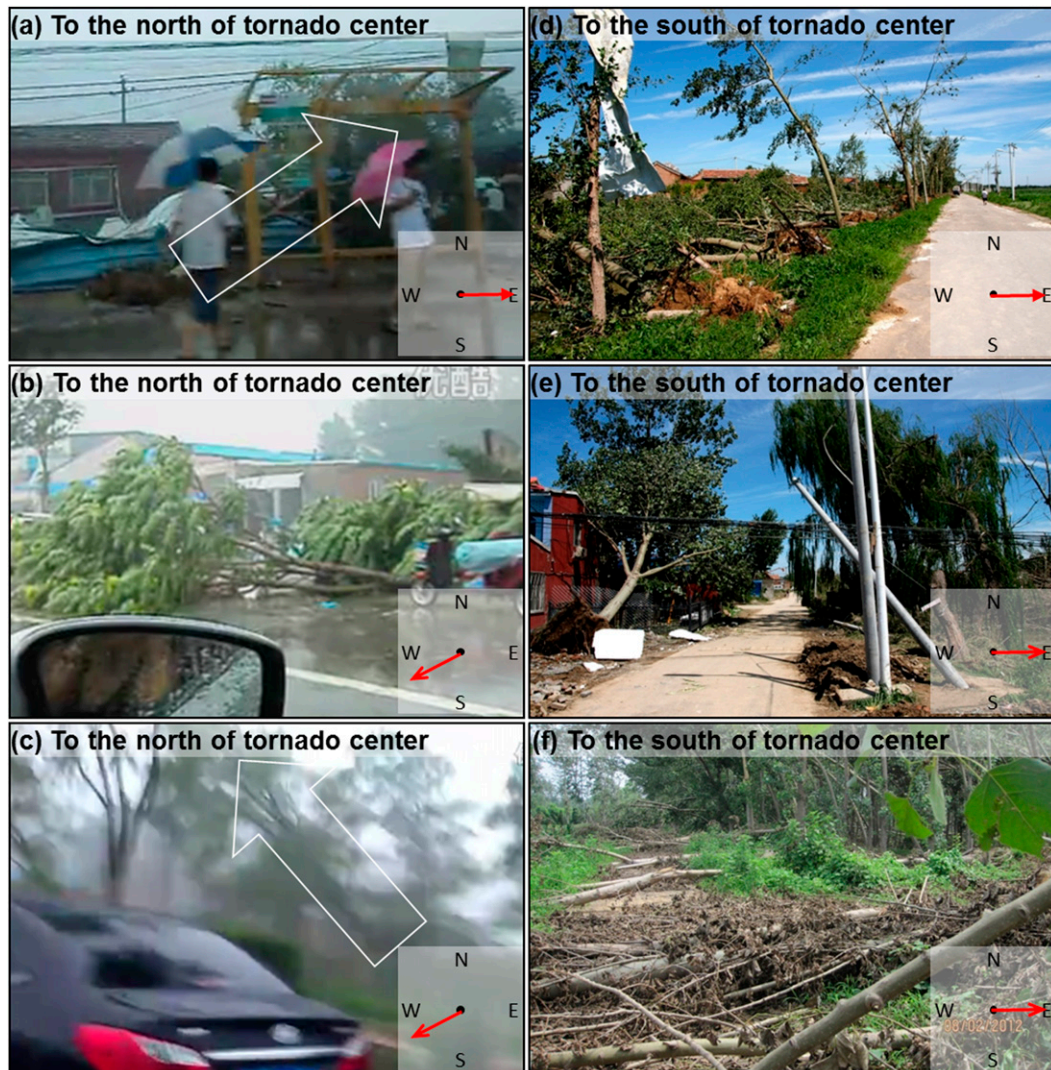 (a) To the north of tornado center
N
W E
S
(b) To the north of tornado center
优酷
N
W E
S
(c) To the north of tornado center
N
W E
S
(d) To the south of tornado center
N
W E
S
(e) To the south of tornado center
N
W E
S
(f) To the south of tornado center
N
W E
S
08/02/2012